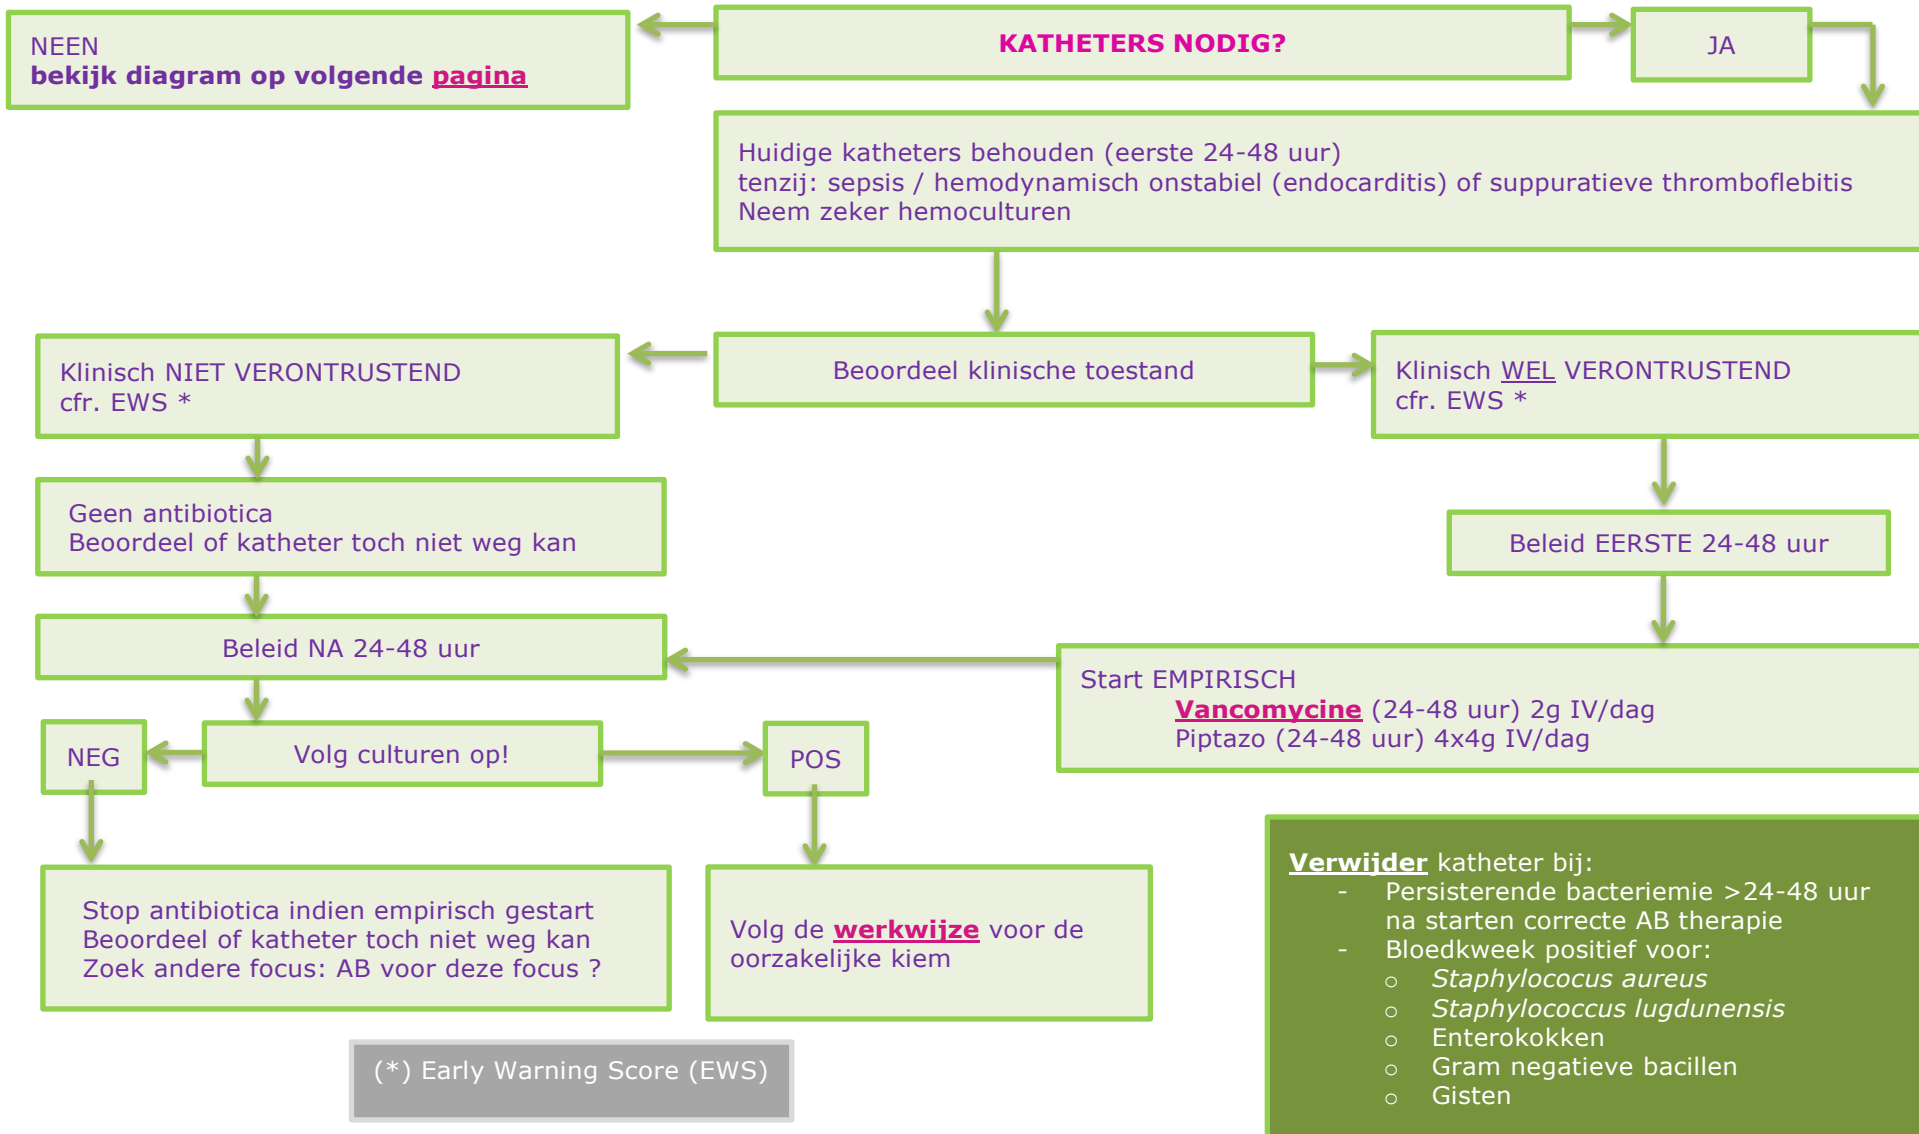 KATHETERS NODIG?
NEEN
bekijk diagram op volgende pagina
JA
Huidige katheters behouden (eerste 24-48 uur)
tenzij: sepsis / hemodynamisch onstabiel (endocarditis) of suppuratieve thromboflebitis
Neem zeker hemoculturen
Beoordeel klinische toestand
Klinisch NIET VERONTRUSTEND
cfr. EWS *
Klinisch WEL VERONTRUSTEND
cfr. EWS *
Geen antibiotica
Beoordeel of katheter toch niet weg kan
Beleid EERSTE 24-48 uur
Beleid NA 24-48 uur
Start EMPIRISCH
Vancomycine (24-48 uur) 2g IV/dag
Piptazo (24-48 uur) 4x4g IV/dag
NEG
Volg culturen op!
POS
Stop antibiotica indien empirisch gestart
Beoordeel of katheter toch niet weg kan
Zoek andere focus: AB voor deze focus ?
Volg de werkwijze voor de
oorzakelijke kiem
Verwijder katheter bij:
- Persisterende bacteriemie >24-48 uur
na starten correcte AB therapie
- Bloedkweek positief voor:
o Staphylococus aureus
o Staphylococcus lugdunensis
o Enterokokken
o Gram negatieve bacillen
o Gisten
(*) Early Warning Score (EWS)